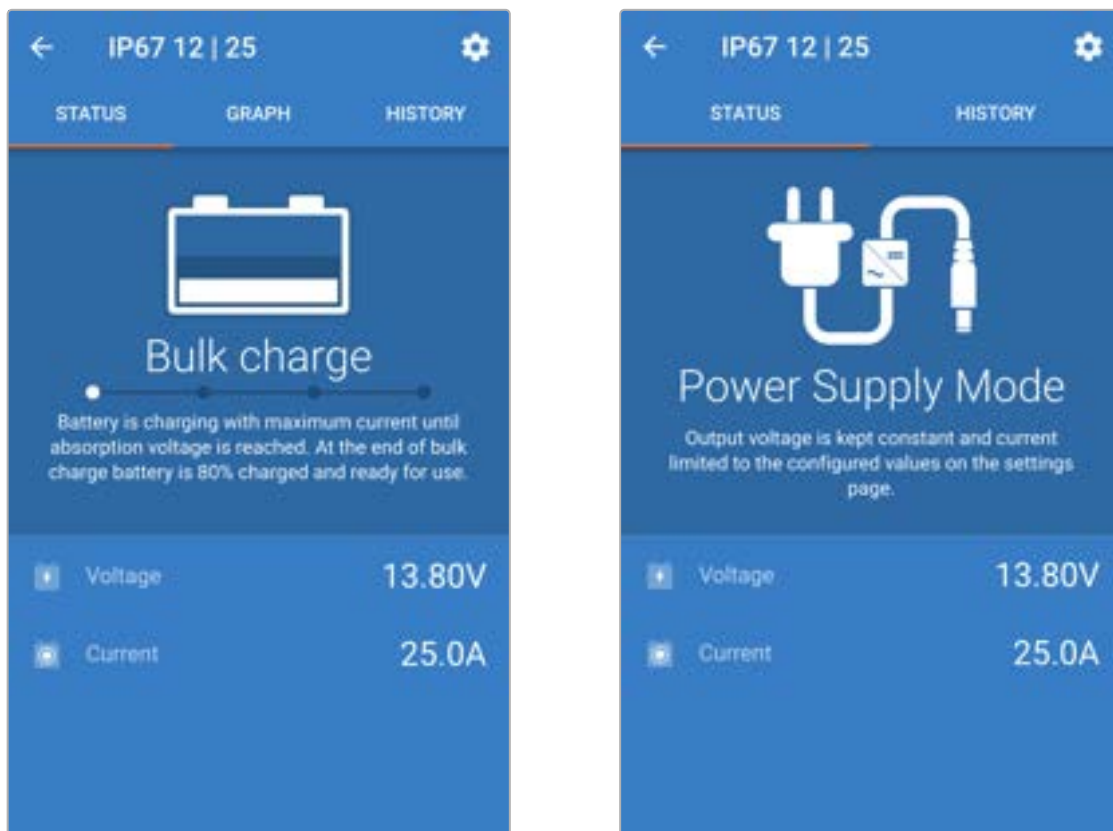 IP67 12 | 25
STATUS GRAPH HISTORY
Bulk charge
Battery is charging with maximum current until
absorption voltage is reached. At the end of bulk
charge battery is 80% charged and ready for use.
Voltage 13.80V
Current 25.0A
IP67 12 | 25
STATUS HISTORY
Power Supply Mode
Output voltage is kept constant and current
limited to the configured values on the settings
page.
Voltage 13.80V
Current 25.0A